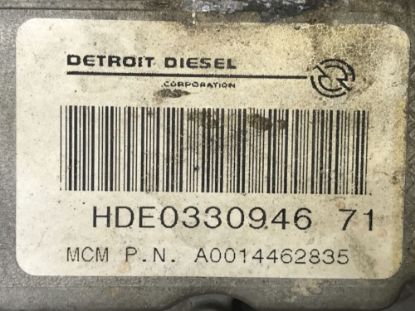 DETROIT DIESEL
CORPORATION
HDE0330946 71
MCM P.N. A0014462835